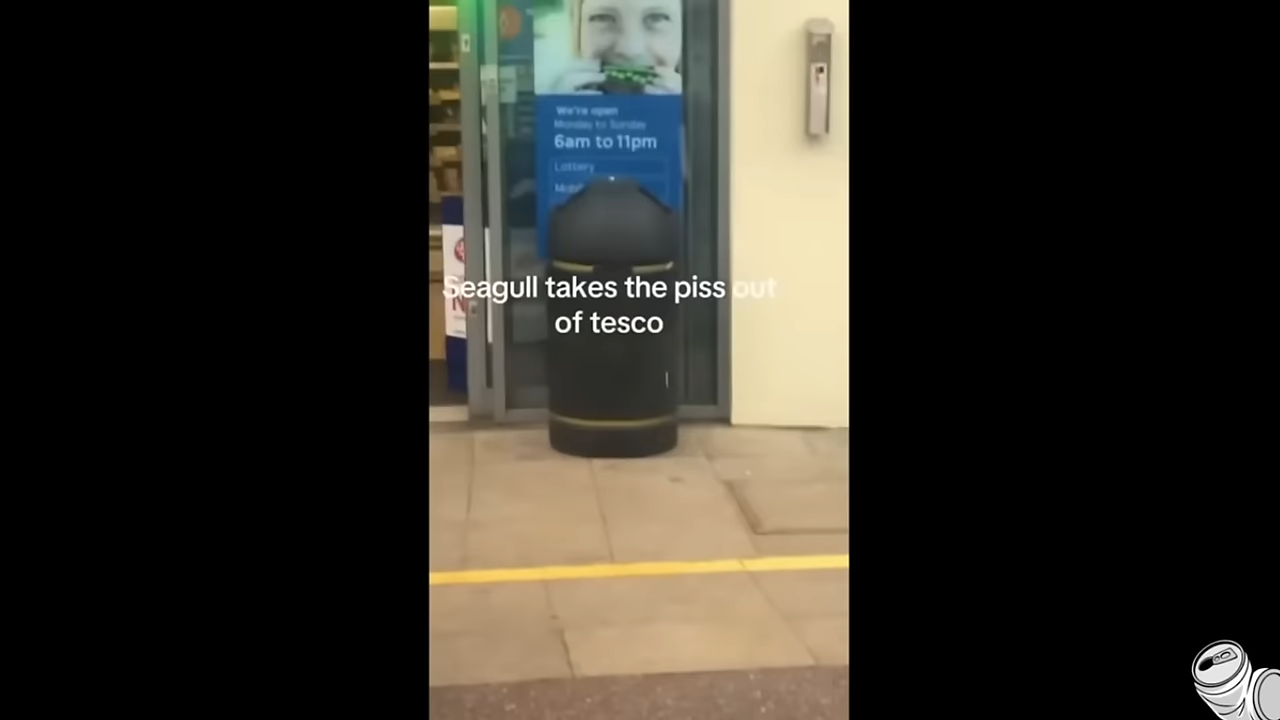 We're open
Monday to Sunday
6am to 11pm
Lottery
Seagull takes the piss out
of tesco